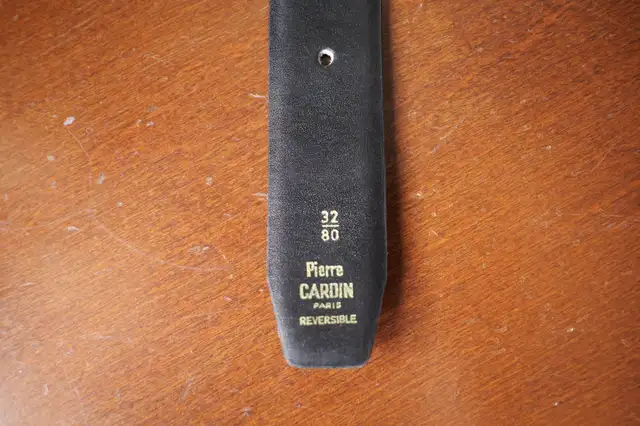 32
80
Pierre
CARDIN
PARIS
REVERSIBLE